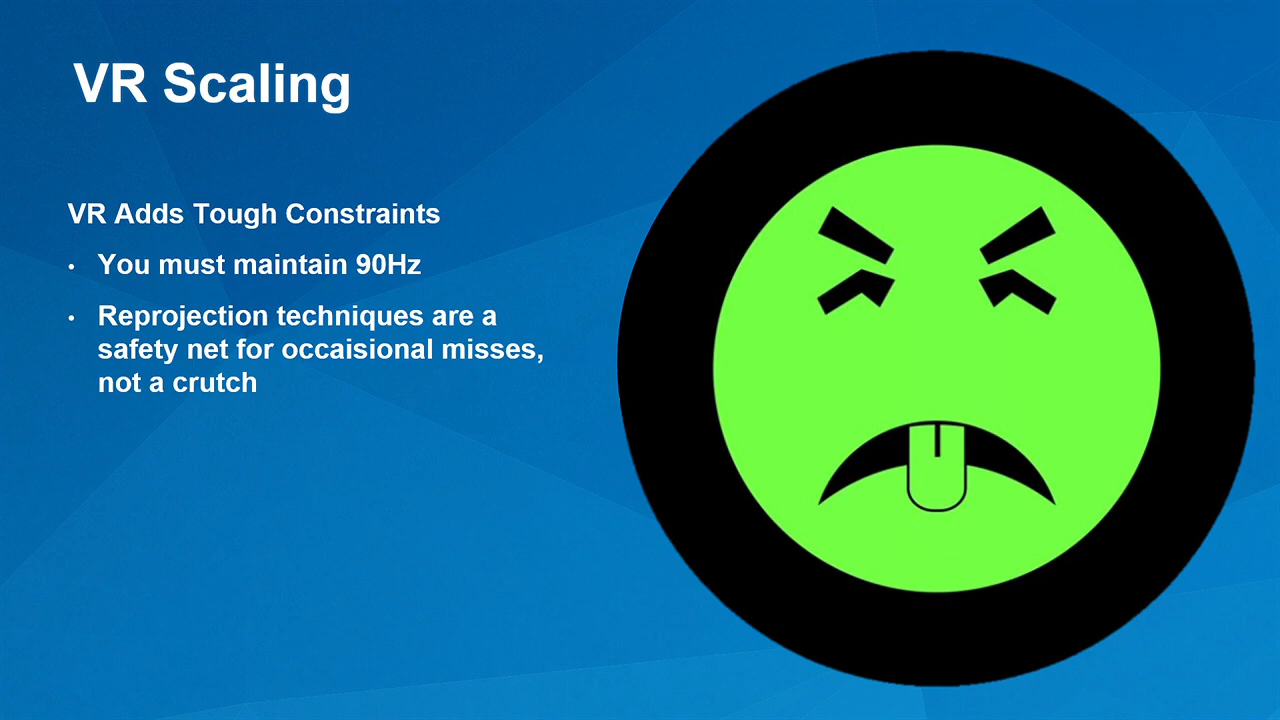 VR Scaling
VR Adds Tough Constraints
• You must maintain 90Hz
• Reprojection techniques are a
safety net for occaisional misses,
not a crutch